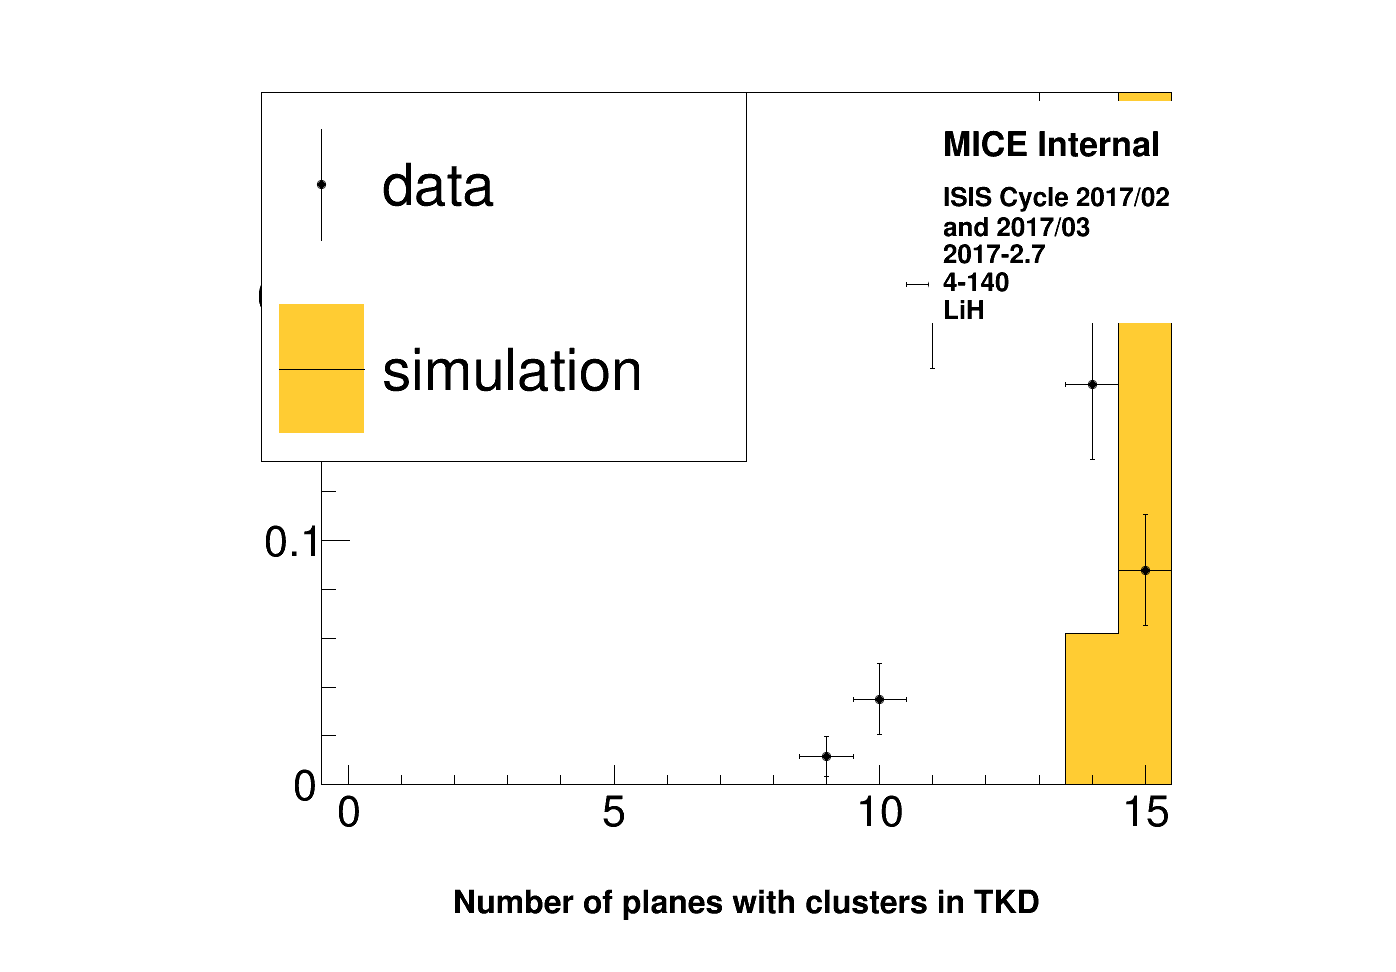 data
simulation
MICE Internal
ISIS Cycle 2017/02
and 2017/03
2017-2.7
4-140
LiH
0.1
0
0 5 10 15
Number of planes with clusters in TKD